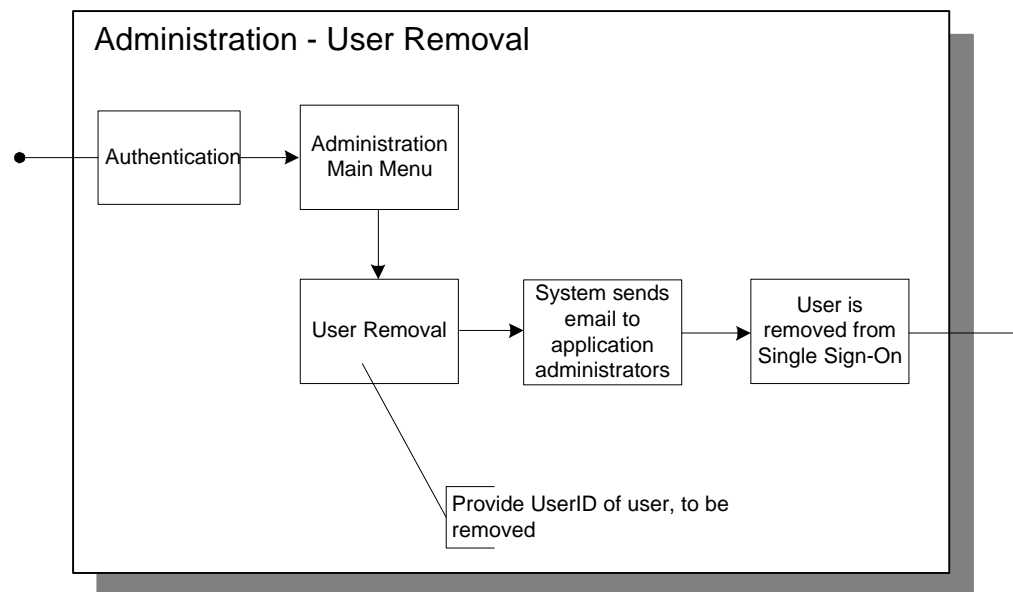 Administration - User Removal
Authentication
Administration
Main Menu
User Removal
System sends
email to
application
administrators
User is
removed from
Single Sign-On
Provide UserID of user, to be
removed